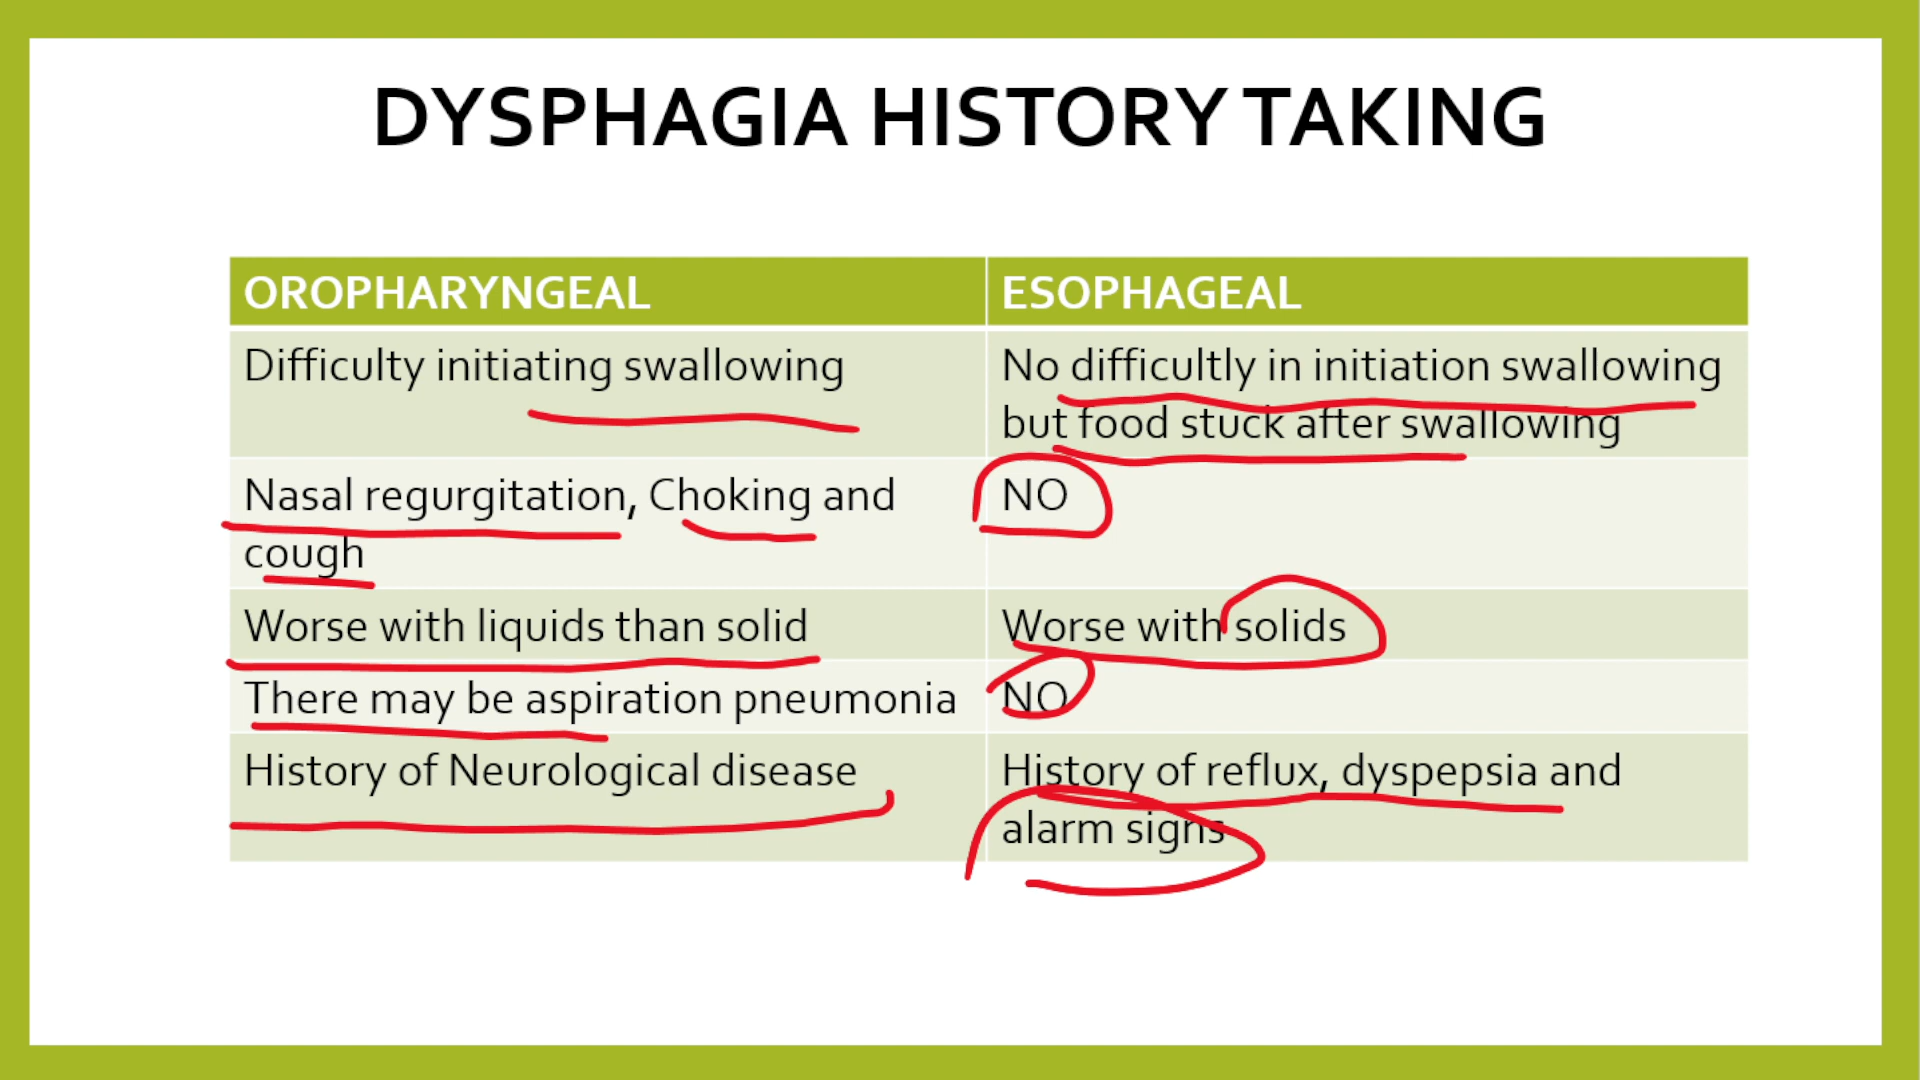 DYSPHAGIA HISTORY TAKING
OROPHARYNGEAL
ESOPHAGEAL
Difficulty initiating swallowing
No difficultly in initiation swallowing
but food stuck after swallowing
Nasal regurgitation, Choking and
cough
NO
Worse with liquids than solid
Worse with solids
There may be aspiration pneumonia
NO
History of Neurological disease
History of reflux, dyspepsia and
alarm signs